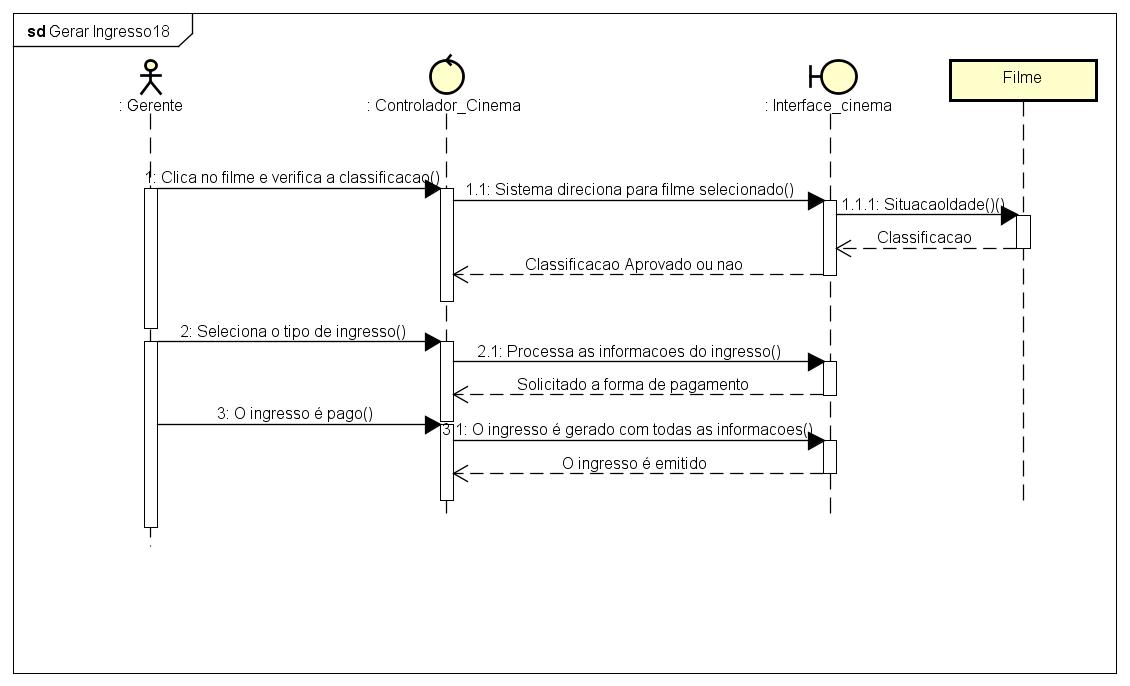 sd Gerar Ingresso18
: Gerente
: Controlador_Cinema
: Interface_cinema
Filme
1: Clica no filme e verifica a classificacao()
1.1: Sistema direciona para filme selecionado()
1.1.1: SituacaoIdade()()
Classificacao
Classificacao Aprovado ou nao
2: Seleciona o tipo de ingresso()
2.1: Processa as informacoes do ingresso()
Solicitado a forma de pagamento
3: O ingresso é pago()
3.1: O ingresso é gerado com todas as informacoes()
O ingresso é emitido